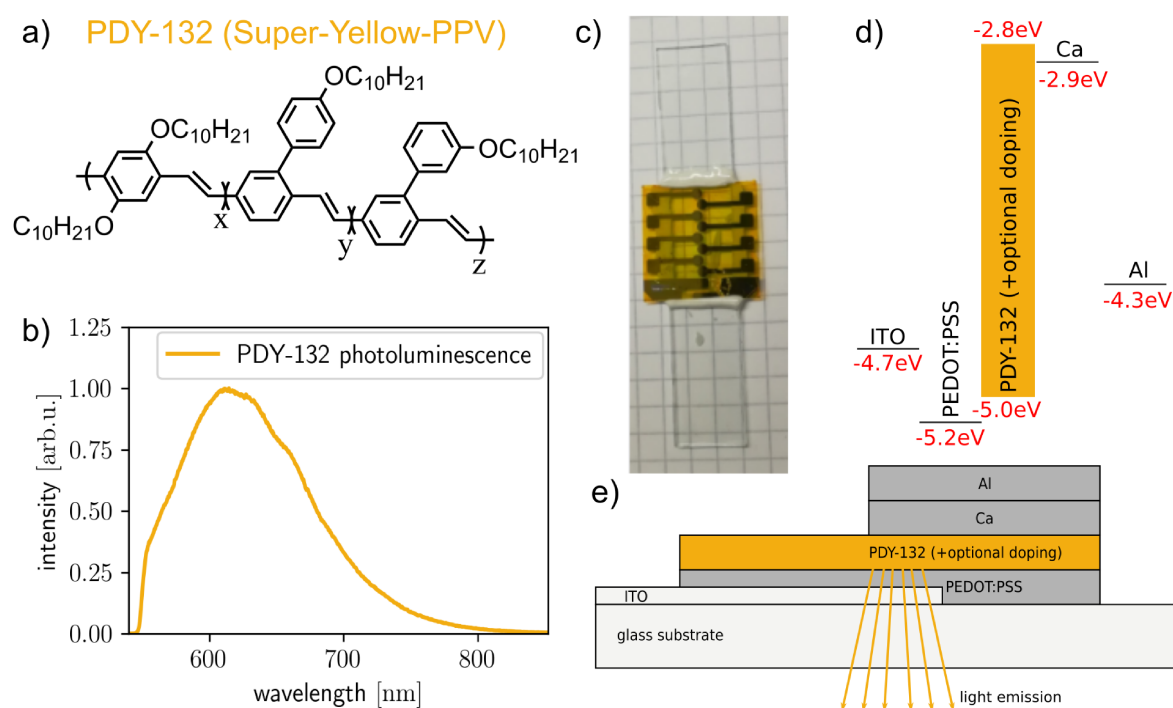 a) PDY-132 (Super-Yellow-PPV)
OC10H21
OC10H21
OC10H21
OC10H21
x
y
z
b)
1.25
1.00
0.75
0.50
0.25
0.00
intensity [arb.u.]
PDY-132 photoluminescence
600
700
800
wavelength [nm]
c)
d)
-2.8eV
Ca
-2.9eV
PDY-132 (+optional doping)
Al
-4.3eV
ITO
-4.7eV
PEDOT:PSS
-5.0eV
-5.2eV
e)
Al
Ca
PDY-132 (+optional doping)
PEDOT:PSS
ITO
glass substrate
light emission